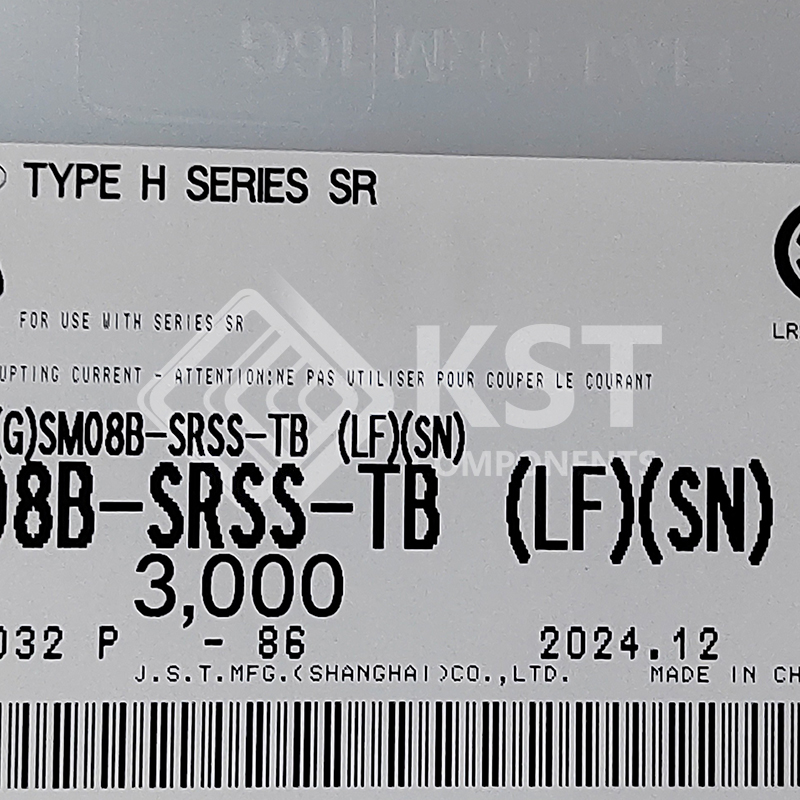 TYPE H SERIES SR
FOR USE WITH SERIES SR
UPTING CURRENT - ATTENTION:NE PAS UTILISER POUR COUPER LE COURANT
KST
COMPONENTS
(G)SM08B-SRSS-TB (LF)(SN)
08B-SRSS-TB (LF)(SN)
3,000
032 P - 86 2024.12
J.S.T.MFG.(SHANGHAI)CO.,LTD. MADE IN CH
LR